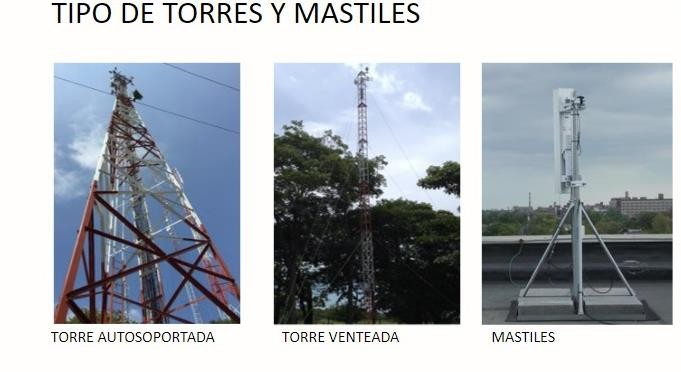 TIPO DE TORRES Y MASTILES
TORRE AUTOSOPORTADA
TORRE VENTEADA
MASTILES